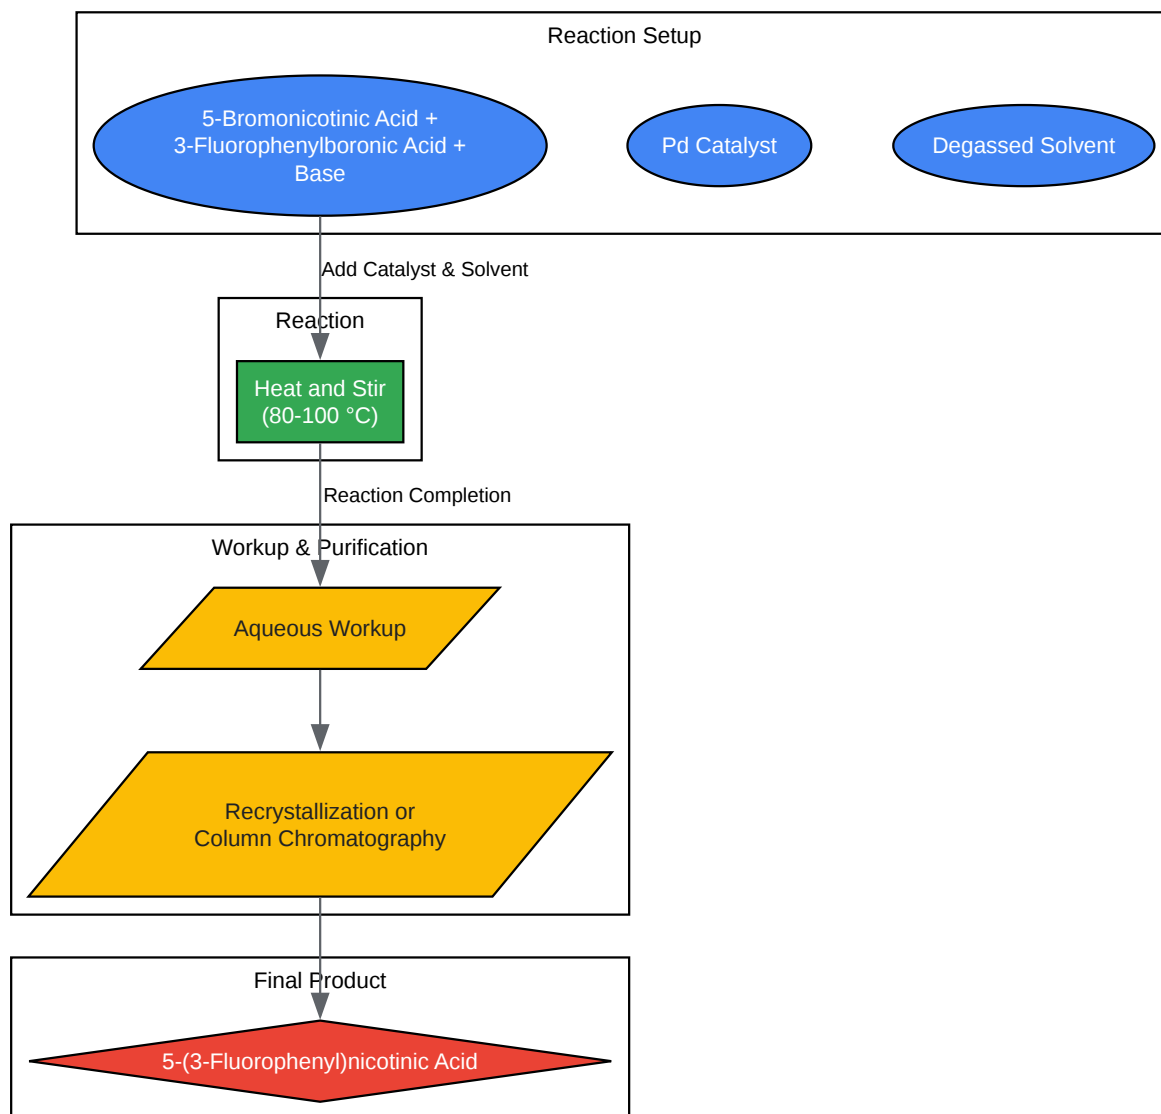 Reaction Setup
5-Bromonicotinic Acid +
3-Fluorophenylboronic Acid +
Base
Pd Catalyst
Degassed Solvent
Add Catalyst & Solvent
Reaction
Heat and Stir
(80-100 °C)
Reaction Completion
Workup & Purification
Aqueous Workup
Recrystallization or
Column Chromatography
Final Product
5-(3-Fluorophenyl)nicotinic Acid